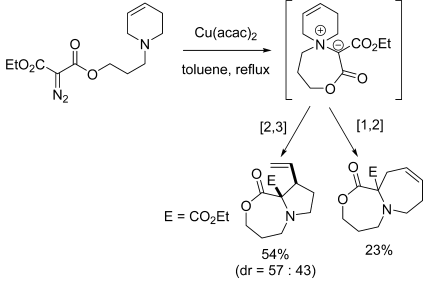 EtO₂C
N₂
O
O
N
Cu(acac)₂
toluene, reflux
N
+
−
CO₂Et
O
O
[2,3]
[1,2]
E = CO₂Et
O
E
O
N
54%
(dr = 57 : 43)
O
E
O
N
23%